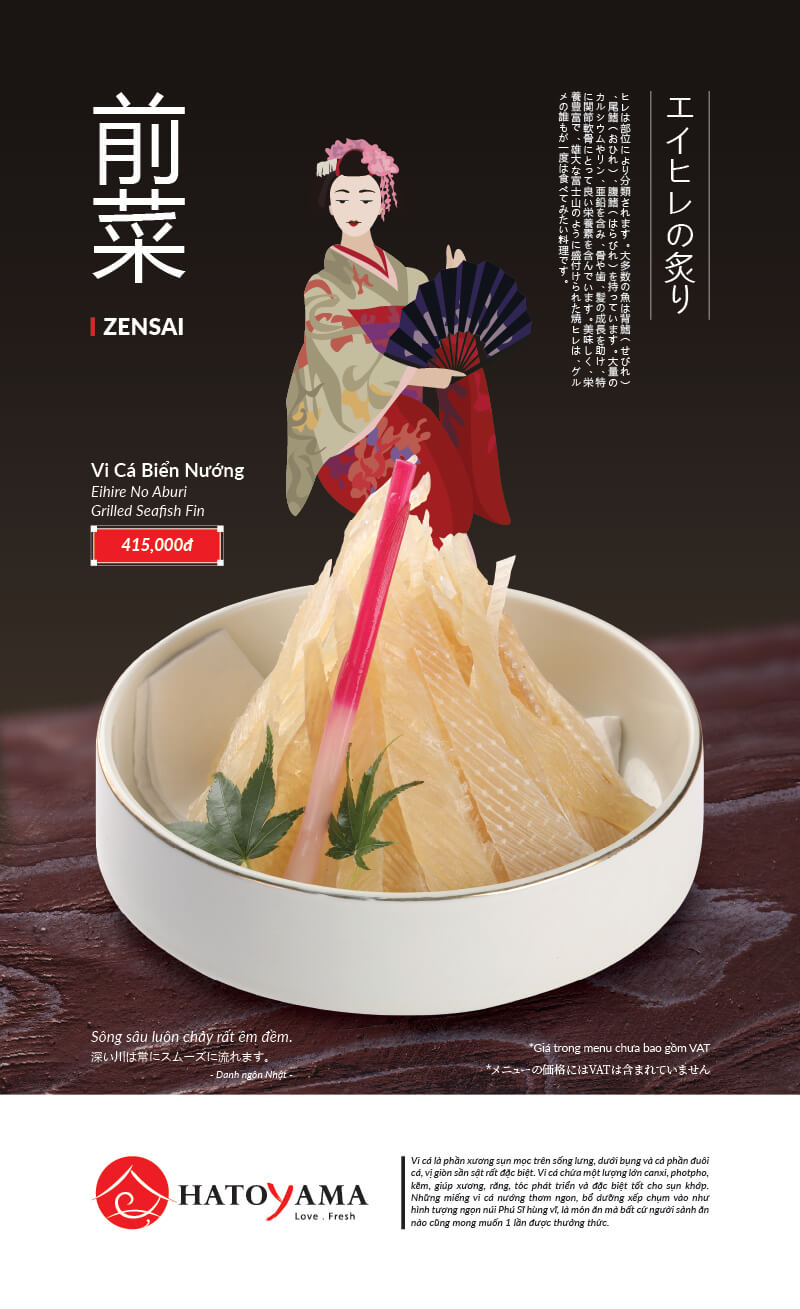 前菜
ZENSAI
エイヒレの炙り
ヒレは部位により分類されます。大多数の魚は背鰭（せびれ）
、尾鰭（おひれ）、腹鰭（はらびれ）を持っています。大量の
カルシウムやリン、亜鉛を含み、骨や歯、髪の成長を助け、特
に関節軟骨にとって良い栄養素を含んでいます。美味しく、栄
養豊富で、雄大な富士山のように盛付けられた焼ヒレは、グル
メの誰もが一度は食べてみたい料理です。
Vi Cá Biển Nướng
Eihire No Aburi
Grilled Seafish Fin
415,000đ
Sông sâu luôn chảy rất êm đềm.
深い川は常にスムーズに流れます。
- Danh ngôn Nhật -
*Giá trong menu chưa bao gồm VAT
*メニューの価格にはVATは含まれていません
HATOYAMA
Love . Fresh
Vi cá là phần xương sụn mọc trên sống lưng, dưới bụng và cả phần đuôi
cá, vị giòn sần sật rất đặc biệt. Vi cá chứa một lượng lớn canxi, photpho,
kẽm, giúp xương, răng, tóc phát triển và đặc biệt tốt cho sụn khớp.
Những miếng vi cá nướng thơm ngon, bổ dưỡng xếp chụm vào như
hình tượng ngọn núi Phú Sĩ hùng vĩ, là món ăn mà bất cứ người sành ăn
nào cũng mong muốn 1 lần được thưởng thức.